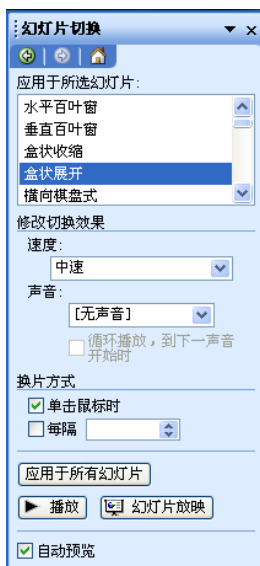 幻灯片切换
应用于所选幻灯片:
水平百叶窗
垂直百叶窗
盒状收缩
盒状展开
横向棋盘式
修改切换效果
速度:
中速
声音:
[无声音]
循环播放，到下一声音
开始时
换片方式
单击鼠标时
每隔
应用于所有幻灯片
播放 幻灯片放映
自动预览